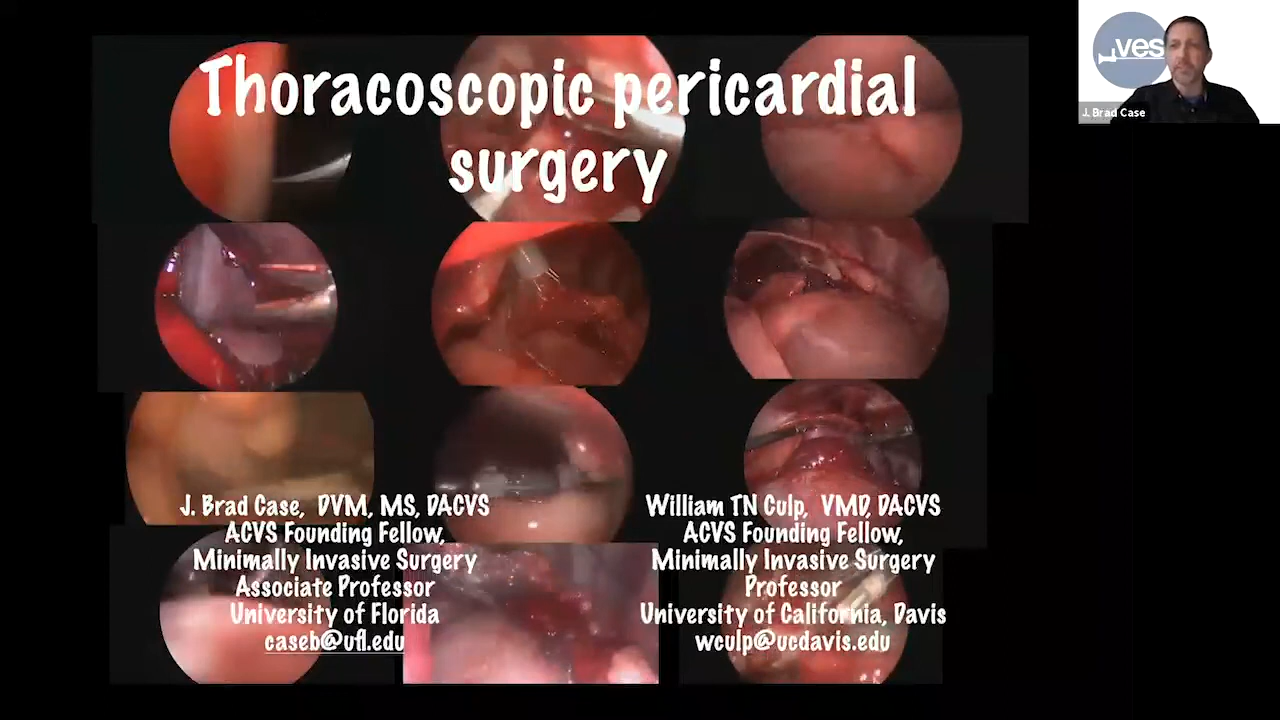 Thoracoscopic pericardial
surgery
J. Brad Case, DVM, MS, DACVS
ACVS Founding Fellow,
Minimally Invasive Surgery
Associate Professor
University of Florida
caseb@ufl.edu
William TN Culp, VMD, DACVS
ACVS Founding Fellow,
Minimally Invasive Surgery
Professor
University of California, Davis
wculp@ucdavis.edu
ves
J. Brad Case